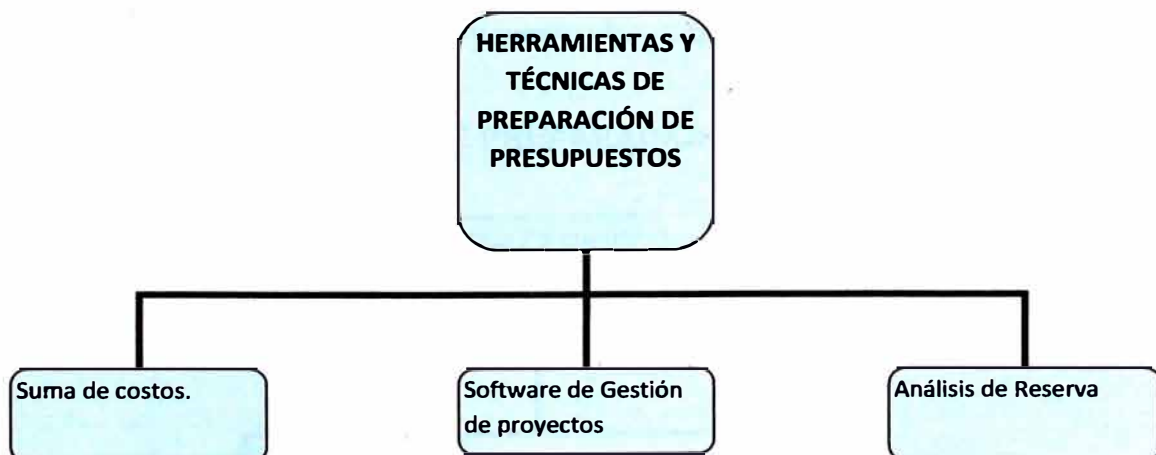 HERRAMIENTAS Y
TÉCNICAS DE
PREPARACIÓN DE
PRESUPUESTOS
Suma de costos.
Software de Gestión
de proyectos
Análisis de Reserva